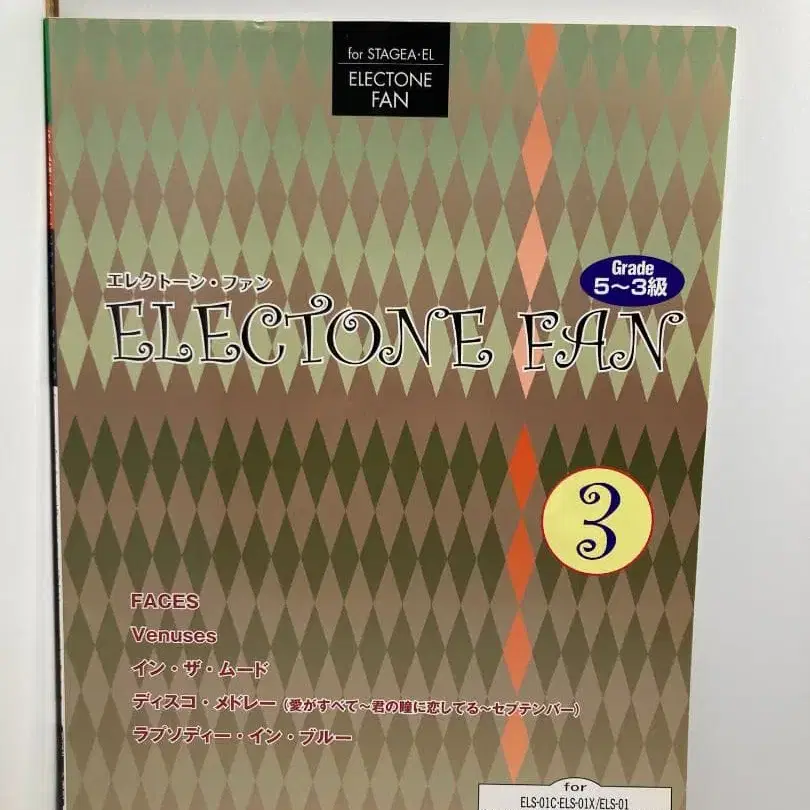 for STAGEA・EL
ELECTONE
FAN
Grade
5〜3級
エレクトーン・ファン
ELECTONE FAN
3
FACES
Venuses
イン・ザ・ムード
ディスコ・メドレー（愛がすべて〜君の瞳に恋してる〜セプテンバー）
ラプソディー・イン・ブルー
for
ELS-01C・ELS-01X/ELS-01